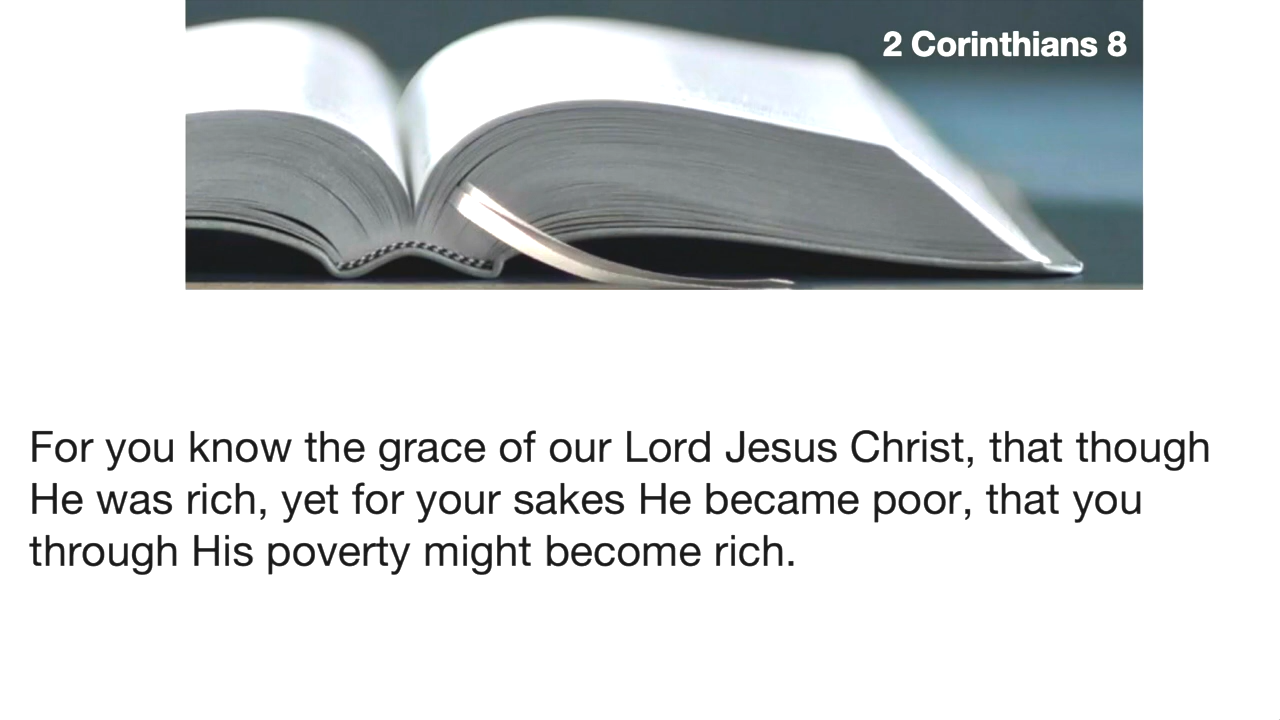 2 Corinthians 8
For you know the grace of our Lord Jesus Christ, that though
He was rich, yet for your sakes He became poor, that you
through His poverty might become rich.